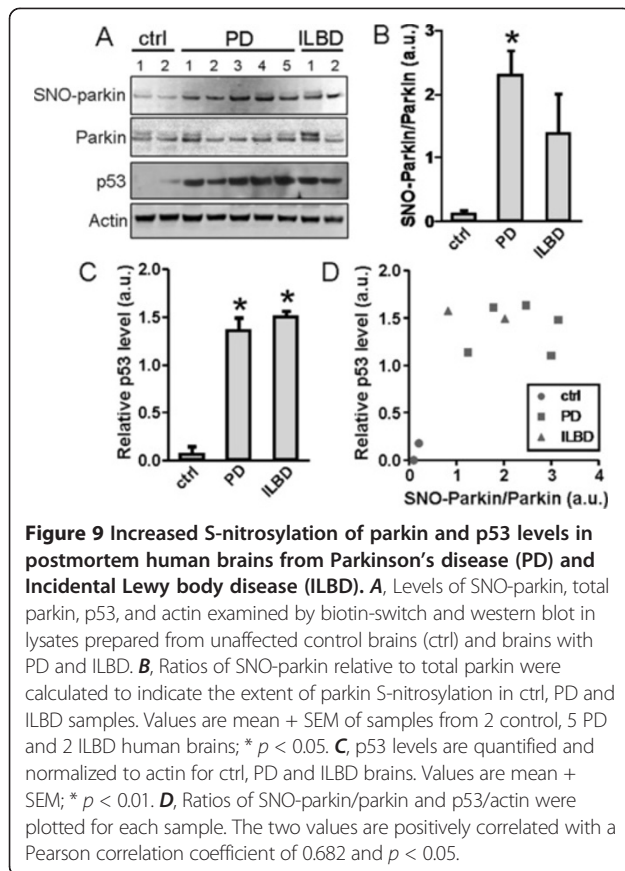 A ctrl PD ILBD
1 2 1 2 3 4 5 1 2
SNO-parkin
Parkin
p53
Actin
B
SNO-Parkin/Parkin (a.u.)
3
2
1
0
*
ctrl PD ILBD
C
Relative p53 level (a.u.)
2.0
1.5
1.0
0.5
0.0
* *
ctrl PD ILBD
D
Relative p53 level (a.u.)
2.0
1.5
1.0
0.5
0.0
ctrl
PD
ILBD
0 1 2 3 4
SNO-Parkin/Parkin (a.u.)
Figure 9 Increased S-nitrosylation of parkin and p53 levels in
postmortem human brains from Parkinson's disease (PD) and
Incidental Lewy body disease (ILBD). A, Levels of SNO-parkin, total
parkin, p53, and actin examined by biotin-switch and western blot in
lysates prepared from unaffected control brains (ctrl) and brains with
PD and ILBD. B, Ratios of SNO-parkin relative to total parkin were
calculated to indicate the extent of parkin S-nitrosylation in ctrl, PD and
ILBD samples. Values are mean + SEM of samples from 2 control, 5 PD
and 2 ILBD human brains; * p < 0.05. C, p53 levels are quantified and
normalized to actin for ctrl, PD and ILBD brains. Values are mean +
SEM; * p < 0.01. D, Ratios of SNO-parkin/parkin and p53/actin were
plotted for each sample. The two values are positively correlated with a
Pearson correlation coefficient of 0.682 and p < 0.05.